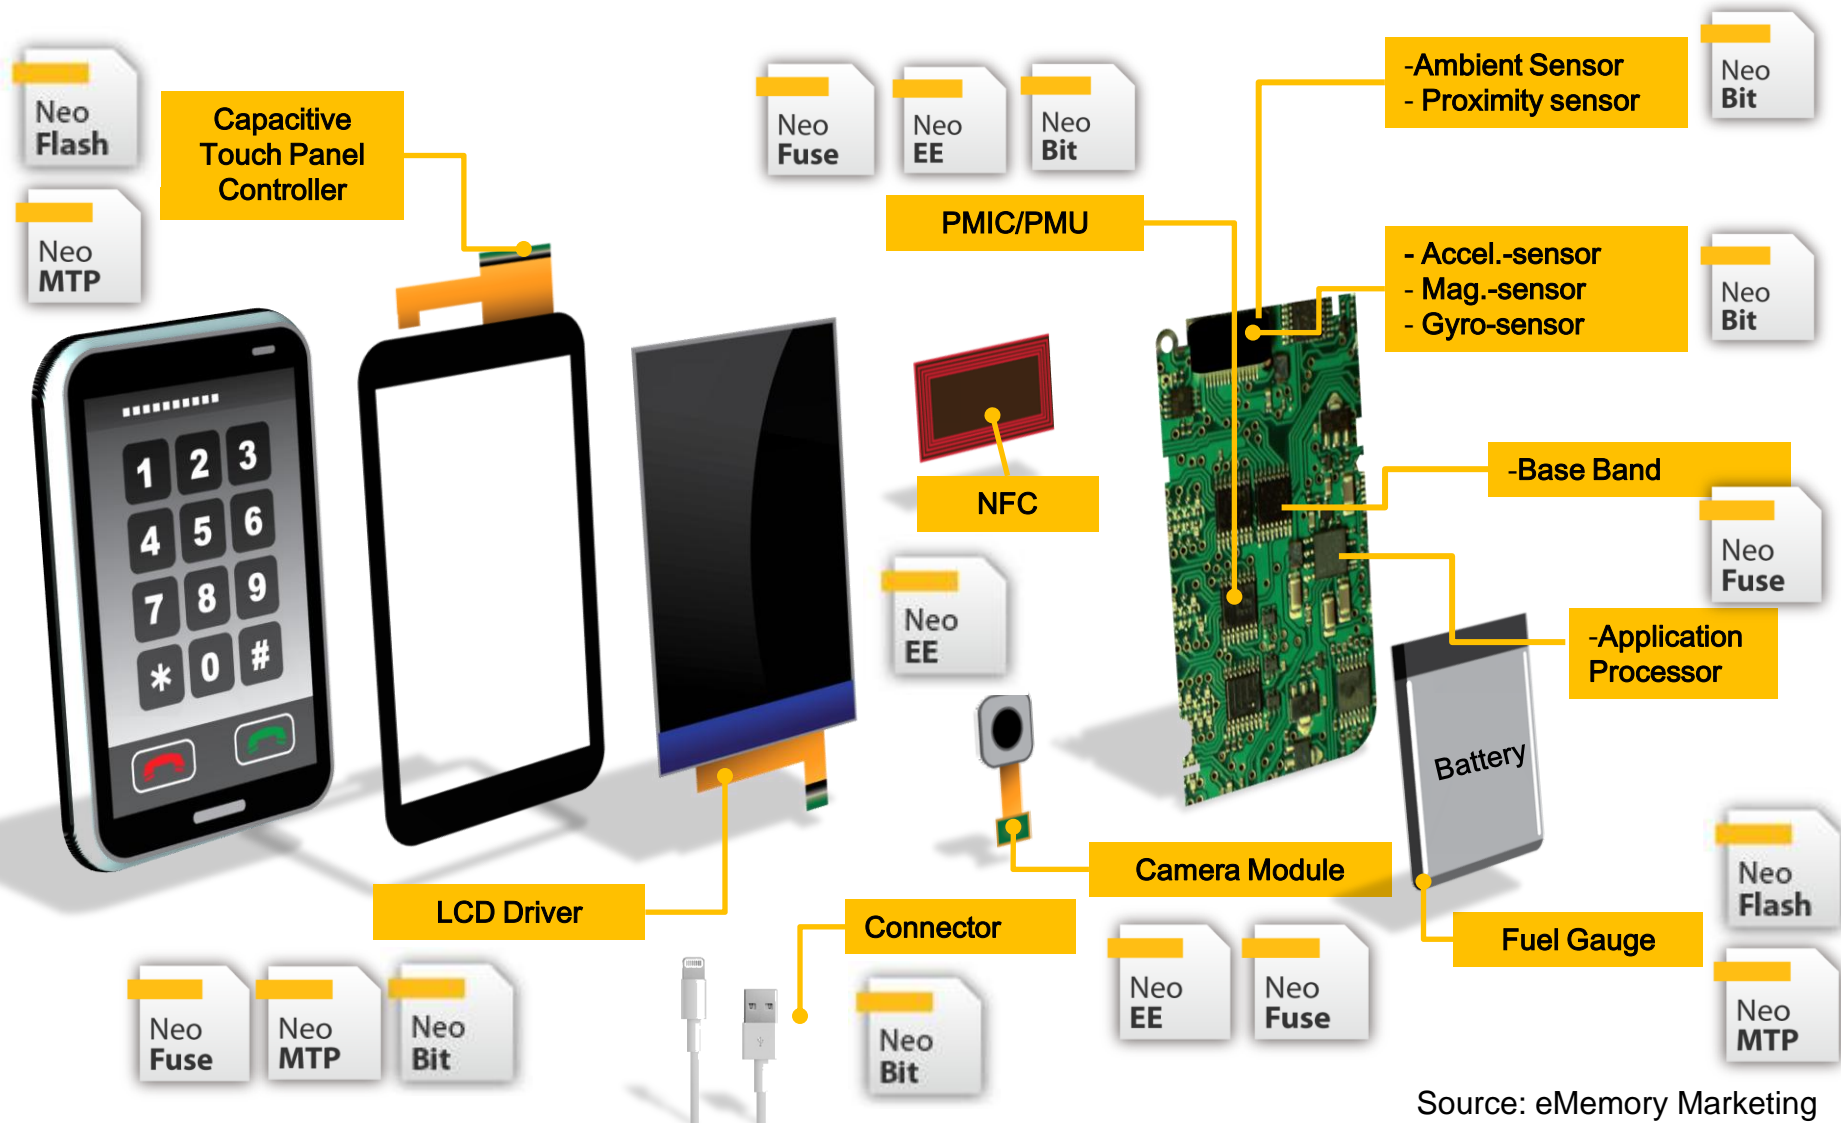 Neo
Flash
Neo
MTP
Capacitive
Touch Panel
Controller
Neo
Fuse
Neo
EE
Neo
Bit
PMIC/PMU
-Ambient Sensor
- Proximity sensor
Neo
Bit
- Accel.-sensor
- Mag.-sensor
- Gyro-sensor
Neo
Bit
1 2 3
4 5 6
7 8 9
* 0 #
NFC
Neo
EE
-Base Band
Neo
Fuse
-Application
Processor
Battery
Camera Module
Neo
EE
Neo
Fuse
LCD Driver
Neo
Fuse
Neo
MTP
Neo
Bit
Connector
Neo
Bit
Fuel Gauge
Neo
Flash
Neo
MTP
Source: eMemory Marketing